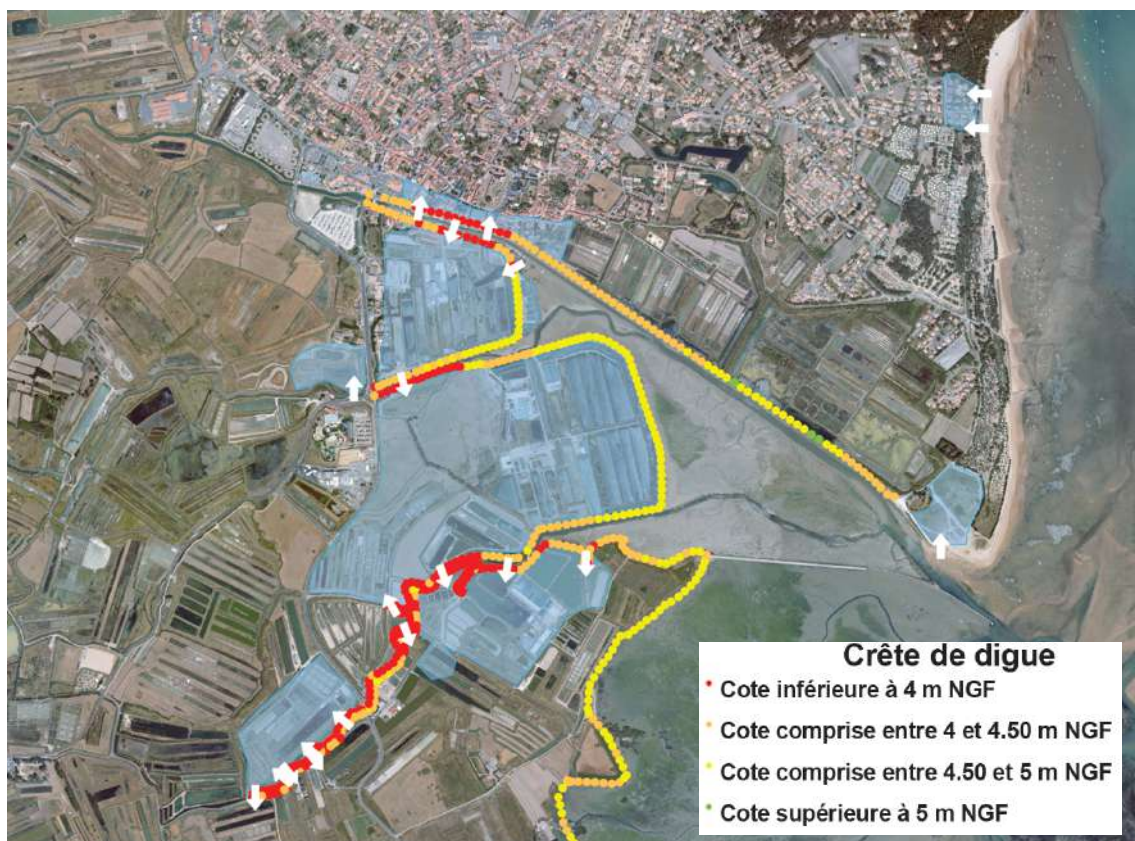 Crête de digue
Cote inférieure à 4 m NGF
Cote comprise entre 4 et 4.50 m NGF
Cote comprise entre 4.50 et 5 m NGF
Cote supérieure à 5 m NGF